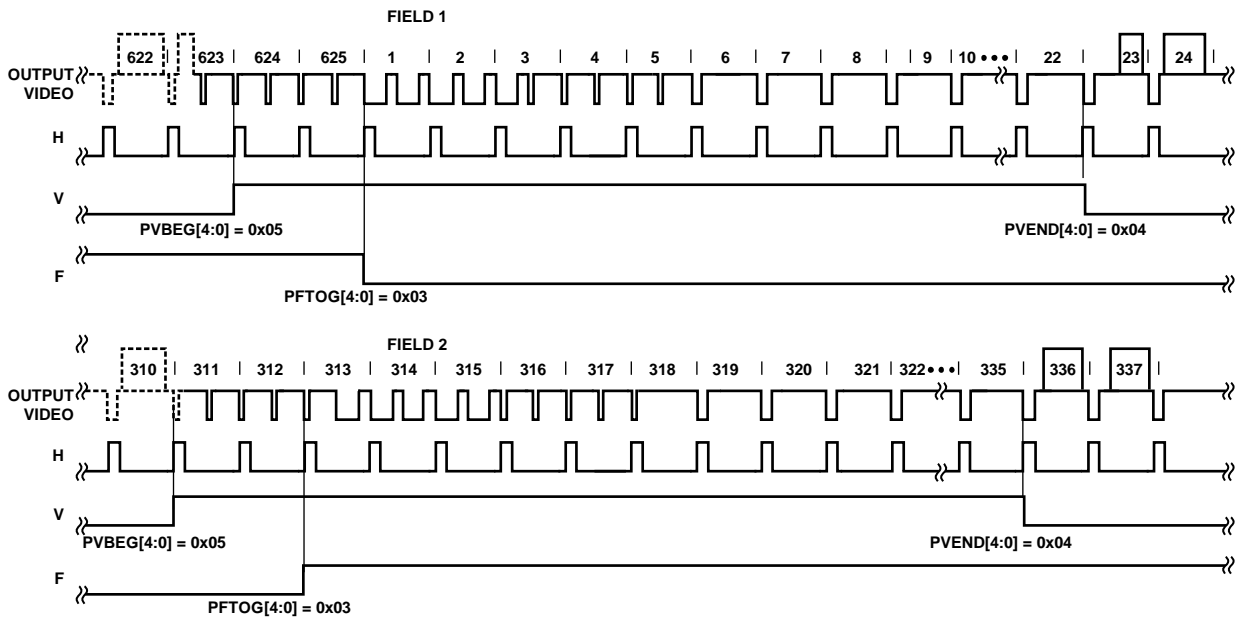 FIELD 1
622 623 624 625 1 2 3 4 5 6 7 8 9 10 ••• 22 23 24
OUTPUT
VIDEO
H
V
PVBEG[4:0] = 0x05 PVEND[4:0] = 0x04
F
PFTOG[4:0] = 0x03
FIELD 2
310 311 312 313 314 315 316 317 318 319 320 321 322••• 335 336 337
OUTPUT
VIDEO
H
V
PVBEG[4:0] = 0x05 PVEND[4:0] = 0x04
F
PFTOG[4:0] = 0x03